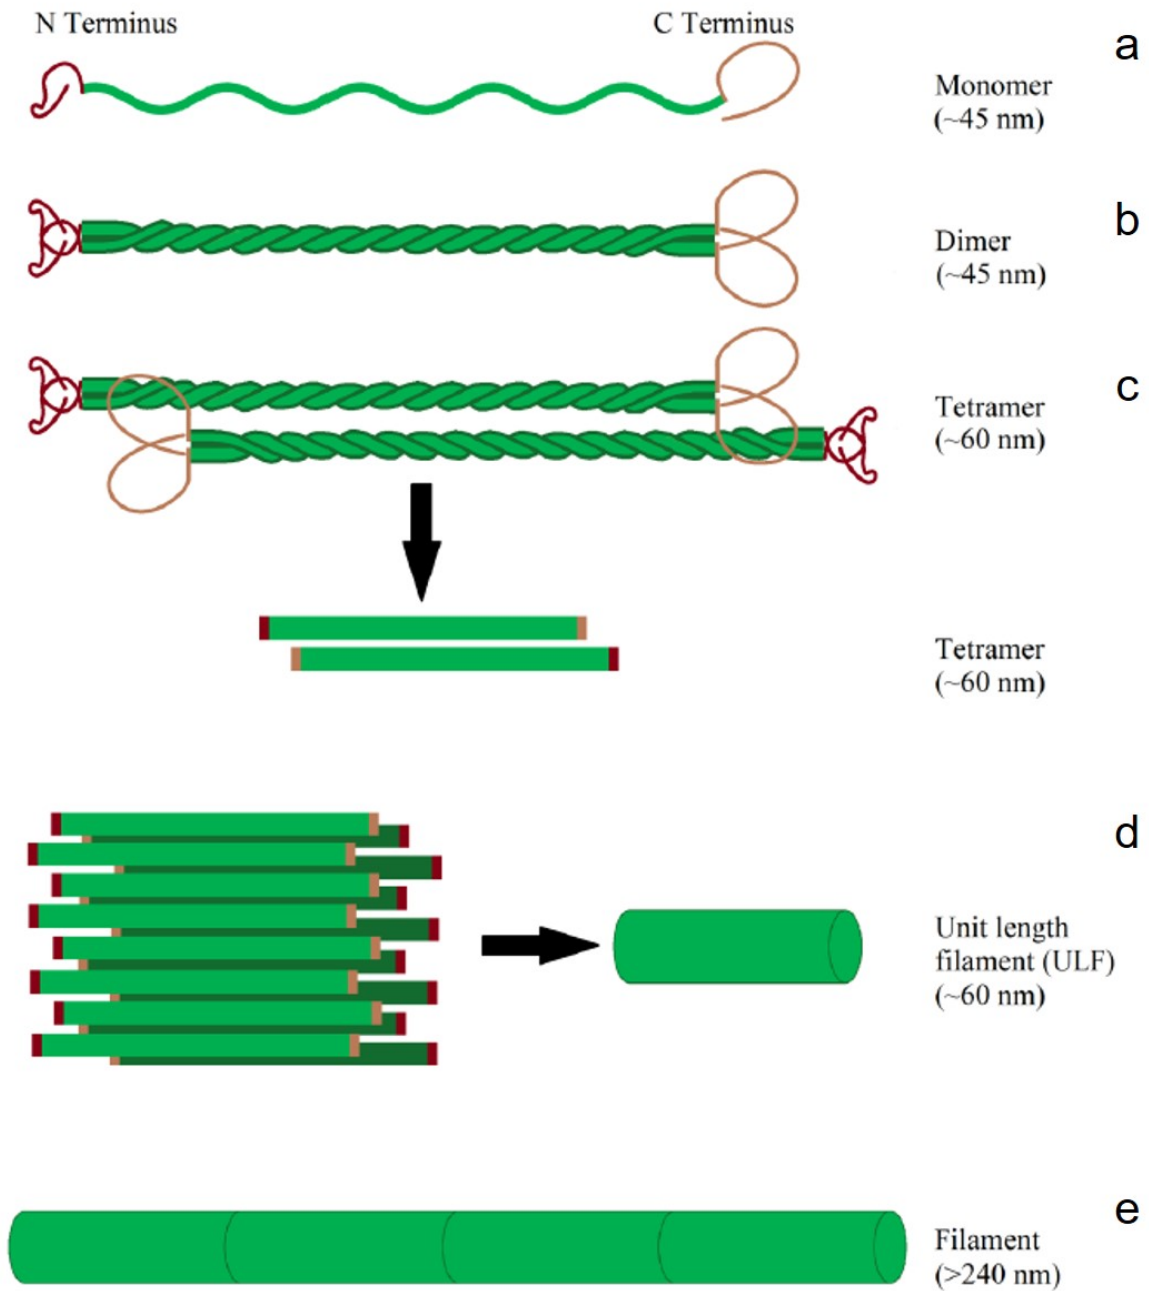 N Terminus
C Terminus
a
Monomer
(~45 nm)
b
Dimer
(~45 nm)
c
Tetramer
(~60 nm)
Tetramer
(~60 nm)
d
Unit length
filament (ULF)
(~60 nm)
e
Filament
(>240 nm)